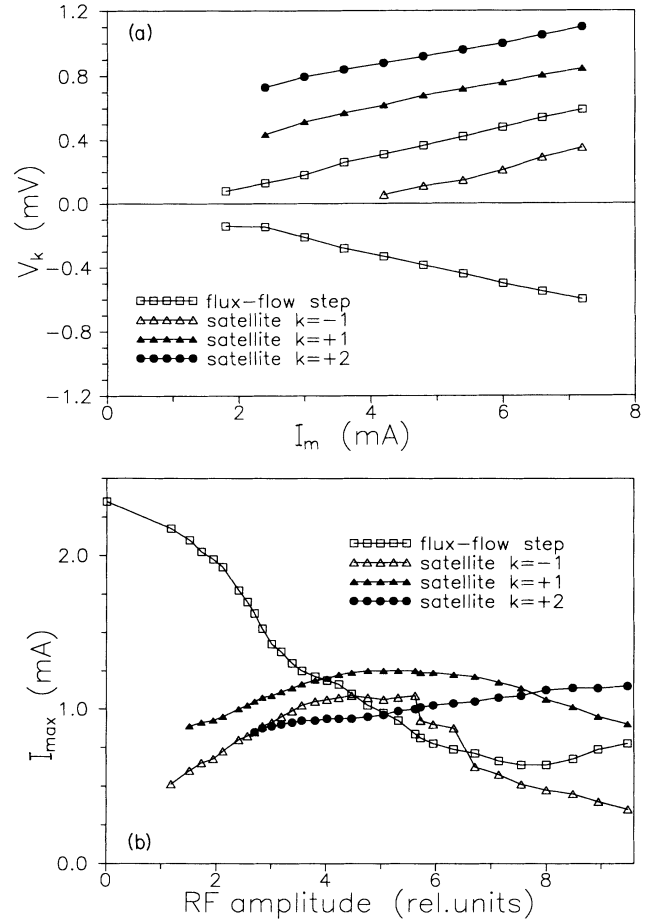 (a)
1.2
0.8
0.4
0.0
-0.4
-0.8
-1.2
V_k (mV)
flux-flow step
satellite k=-1
satellite k=+1
satellite k=+2
0 2 4 6 8
I_m (mA)
2.0
1.0
0.0
I_max (mA)
flux-flow step
satellite k=-1
satellite k=+1
satellite k=+2
(b)
0 2 4 6 8
RF amplitude (rel.units)